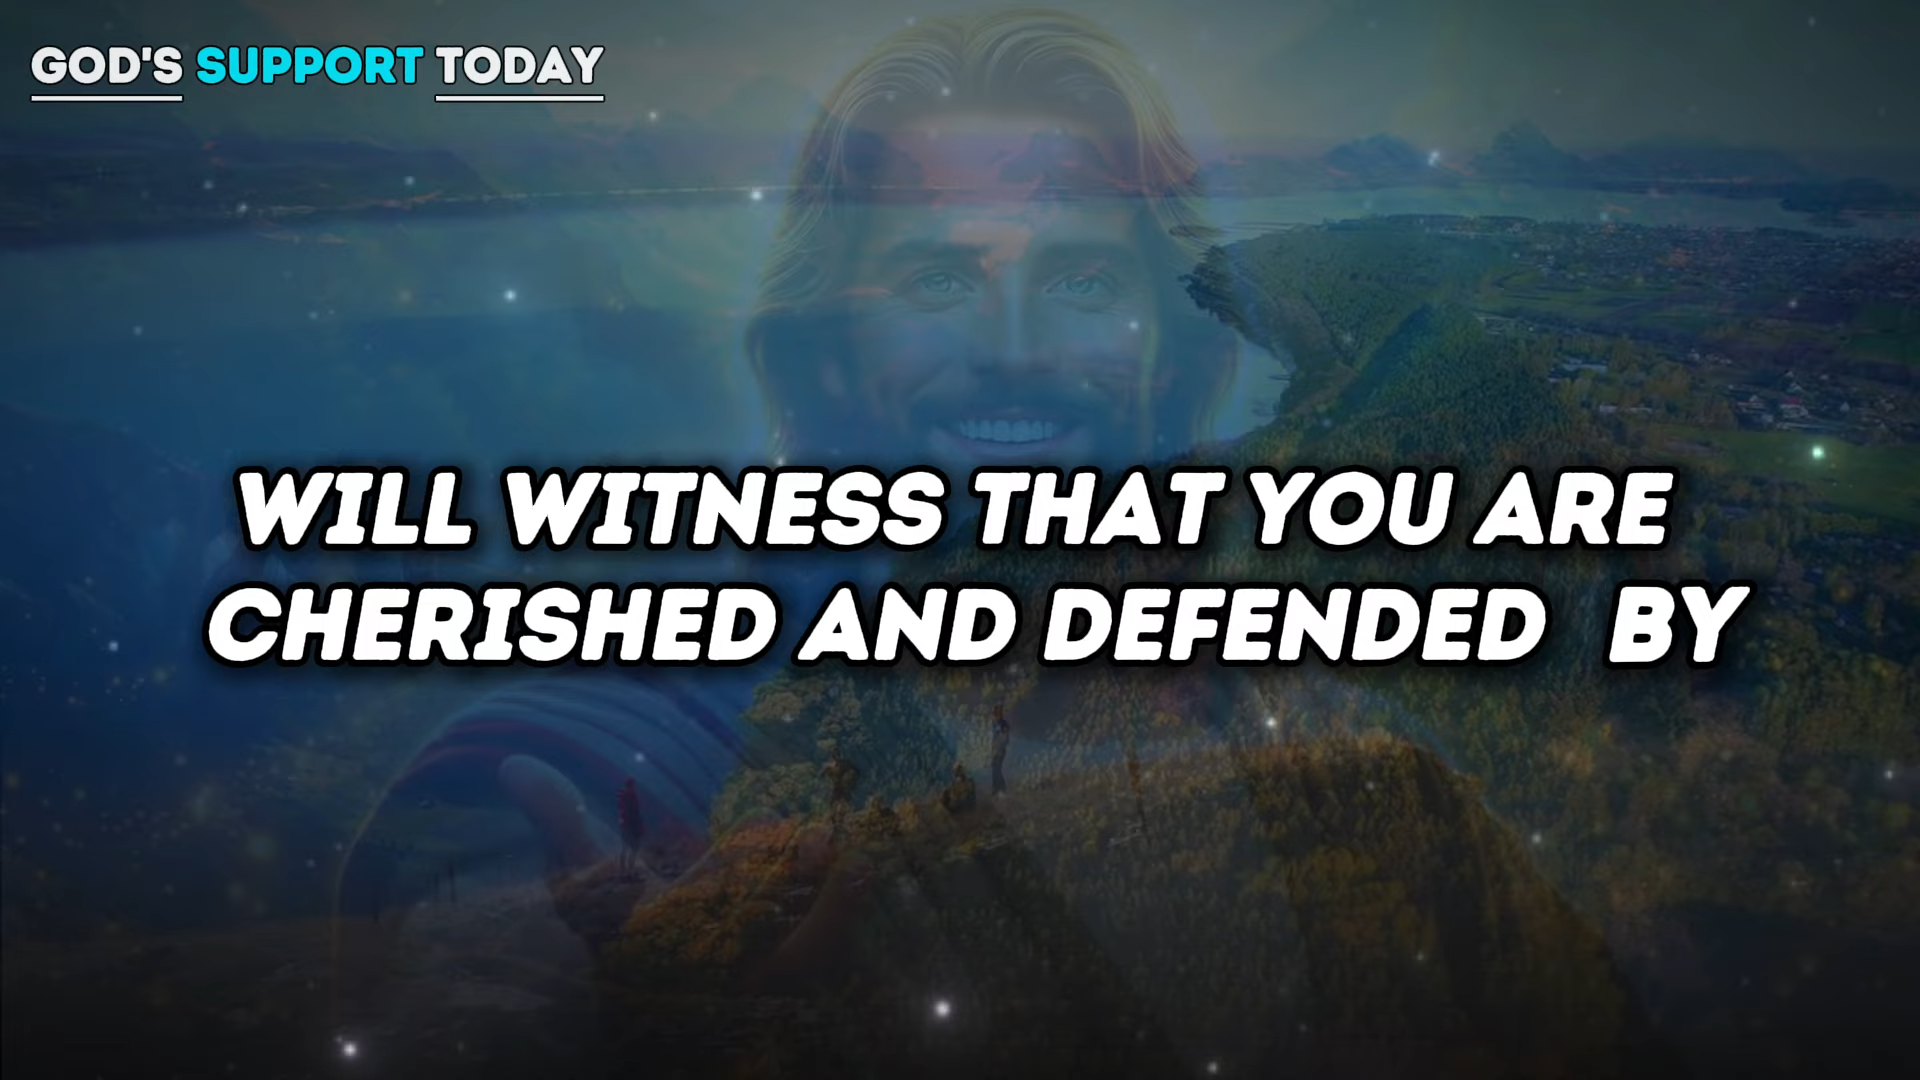 GOD'S SUPPORT TODAY
WILL WITNESS THAT YOU ARE
CHERISHED AND DEFENDED BY